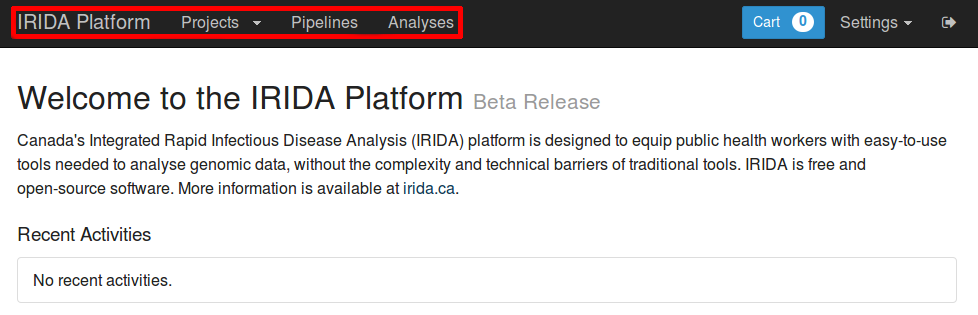 IRIDA Platform Projects Pipelines Analyses Cart 0 Settings
Welcome to the IRIDA Platform Beta Release
Canada's Integrated Rapid Infectious Disease Analysis (IRIDA) platform is designed to equip public health workers with easy-to-use
tools needed to analyse genomic data, without the complexity and technical barriers of traditional tools. IRIDA is free and
open-source software. More information is available at irida.ca.
Recent Activities
No recent activities.